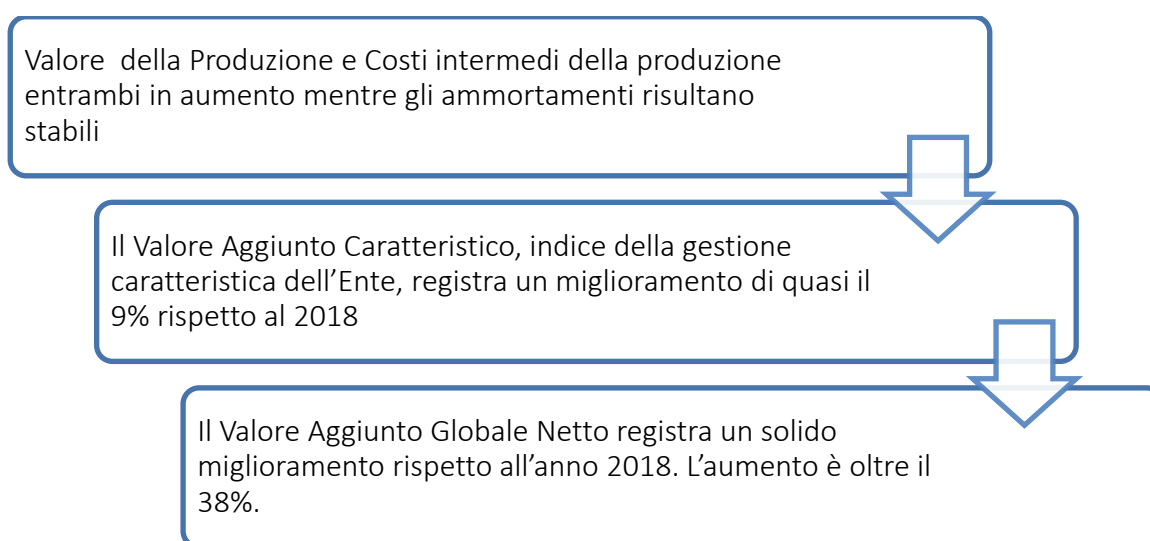 Valore  della Produzione e Costi intermedi della produzione
entrambi in aumento mentre gli ammortamenti risultano
stabili
Il Valore Aggiunto Caratteristico, indice della gestione
caratteristica dell’Ente, registra un miglioramento di quasi il
9% rispetto al 2018
Il Valore Aggiunto Globale Netto registra un solido
miglioramento rispetto all’anno 2018. L’aumento è oltre il
38%.